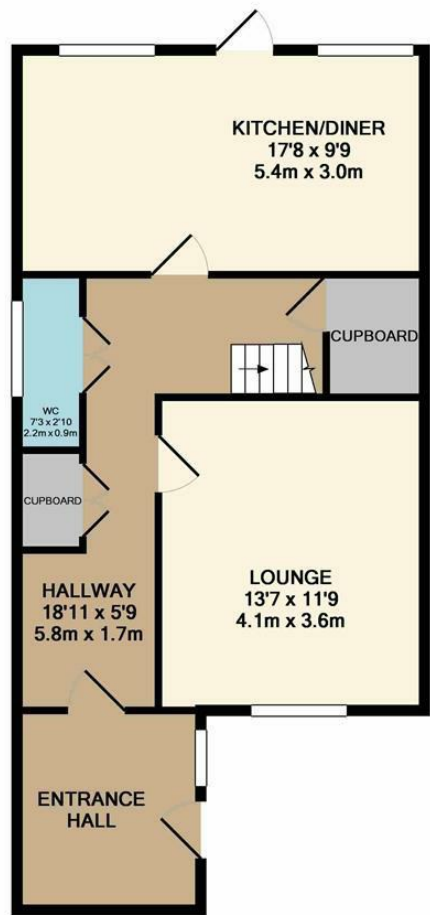 KITCHEN/DINER
17'8 x 9'9
5.4m x 3.0m
CUPBOARD
WC
7'3 x 2'10
2.2m x 0.9m
CUPBOARD
HALLWAY
18'11 x 5'9
5.8m x 1.7m
LOUNGE
13'7 x 11'9
4.1m x 3.6m
ENTRANCE
HALL